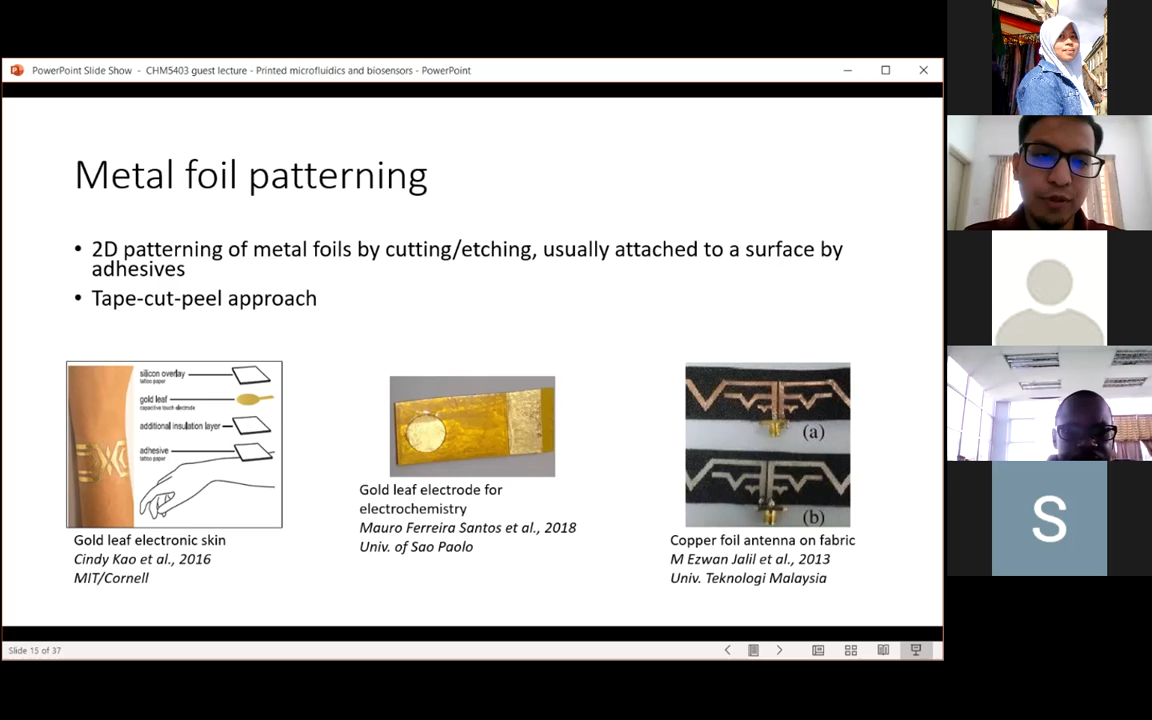 PowerPoint Slide Show - CHM5403 guest lecture - Printed microfluidics and biosensors - PowerPoint
Metal foil patterning
• 2D patterning of metal foils by cutting/etching, usually attached to a surface by
adhesives
• Tape-cut-peel approach
silicon overlay
tattoo paper
gold leaf
capacitive touch electrode
additional insulation layer
adhesive
tattoo paper
Gold leaf electronic skin
Cindy Kao et al., 2016
MIT/Cornell
Gold leaf electrode for
electrochemistry
Mauro Ferreira Santos et al., 2018
Univ. of Sao Paolo
(a)
(b)
Copper foil antenna on fabric
M Ezwan Jalil et al., 2013
Univ. Teknologi Malaysia
Slide 15 of 37
S